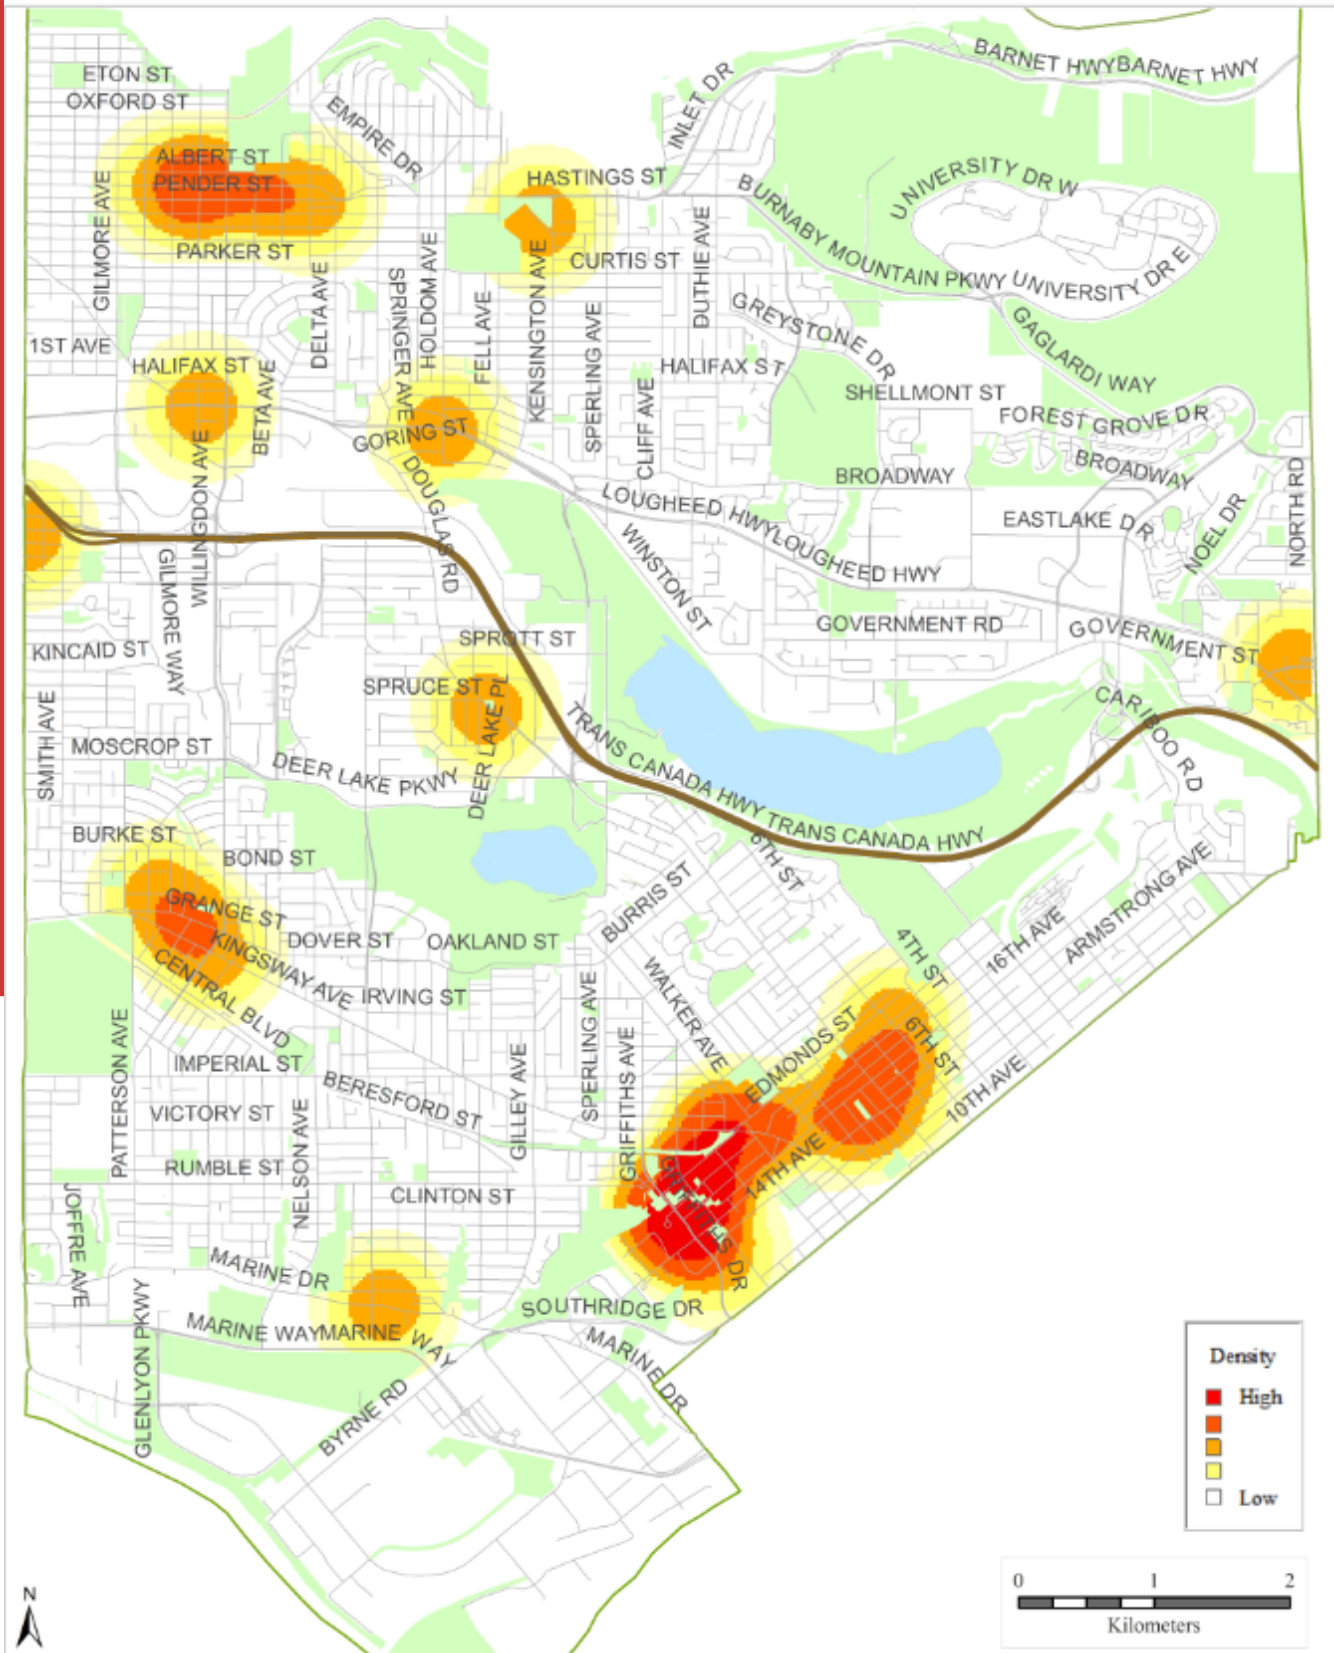 BARNET HWY BARNET HWY
ETON ST
OXFORD ST
INLET DR
EMPIRE DR
ALBERT ST
PENDER ST
HASTINGS ST
UNIVERSITY DR W
GILMORE AVE
PARKER ST
CURTIS ST
DUTHIE AVE
BURNABY MOUNTAIN PKWY
UNIVERSITY DR E
DELTA AVE
SPRINGER AVE
HOLDOM AVE
FELL AVE
KENSINGTON AVE
SPERLING AVE
GREYSTONE DR
GAGLARDI WAY
1ST AVE
HALIFAX ST
BETA AVE
HALIFAX ST
CLIFF AVE
SHELLMONT ST
FOREST GROVE DR
GORING ST
BROADWAY
BROADWAY
NORTH RD
WILLINGDON AVE
DOUGLAS RD
LOUGHEED HWY LOUGHEED HWY
EASTLAKE DR
NOEL DR
GILMORE WAY
WINSTON ST
KINCAID ST
SPROTT ST
GOVERNMENT RD
GOVERNMENT ST
SPRUCE ST
DEER LAKE PL
CARIBOO RD
SMITH AVE
MOSCROP ST
DEER LAKE PKWY
TRANS CANADA HWY TRANS CANADA HWY
BURKE ST
BOND ST
6TH ST
BURRIS ST
ARMSTRONG AVE
GRANGE ST
KINGSWAY AVE
DOVER ST
OAKLAND ST
4TH ST
16TH AVE
CENTRAL BLVD
IRVING ST
SPERLING AVE
WALKER AVE
PATTERSON AVE
IMPERIAL ST
GRIFFITHS AVE
EDMONDS ST
6TH ST
10TH AVE
VICTORY ST
BERESFORD ST
GILLEY AVE
NELSON AVE
RUMBLE ST
14TH AVE
CLINTON ST
GRIFFITHS DR
JOFFRE AVE
MARINE DR
SOUTHRIDGE DR
GLENLYON PKWY
MARINE WAY MARINE WAY
MARINE DR
BYRNE RD
Density
High
Low
N
0 1 2
Kilometers